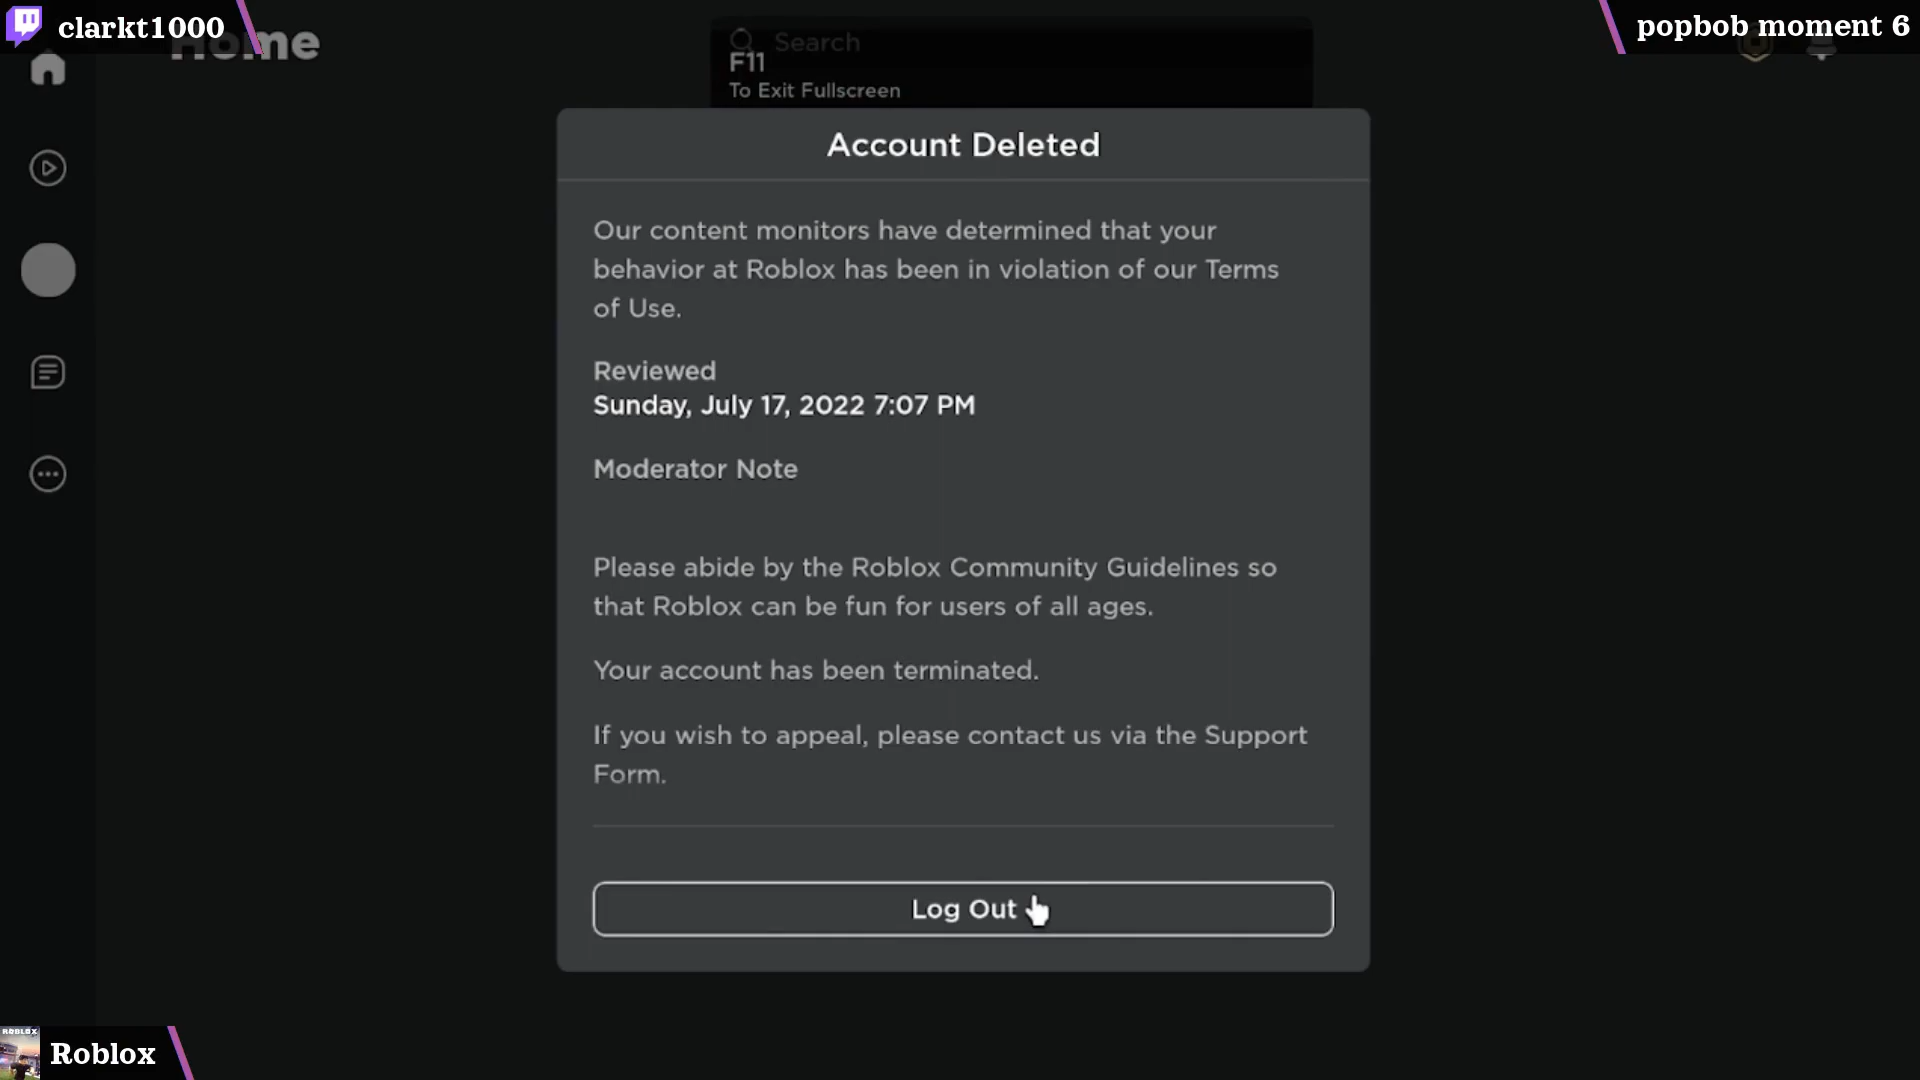 clarkt1000
popbob moment 6
Home
Search
F11
To Exit Fullscreen
Account Deleted
Our content monitors have determined that your
behavior at Roblox has been in violation of our Terms
of Use.
Reviewed
Sunday, July 17, 2022 7:07 PM
Moderator Note
Please abide by the Roblox Community Guidelines so
that Roblox can be fun for users of all ages.
Your account has been terminated.
If you wish to appeal, please contact us via the Support
Form.
Log Out
ROBLOX
Roblox